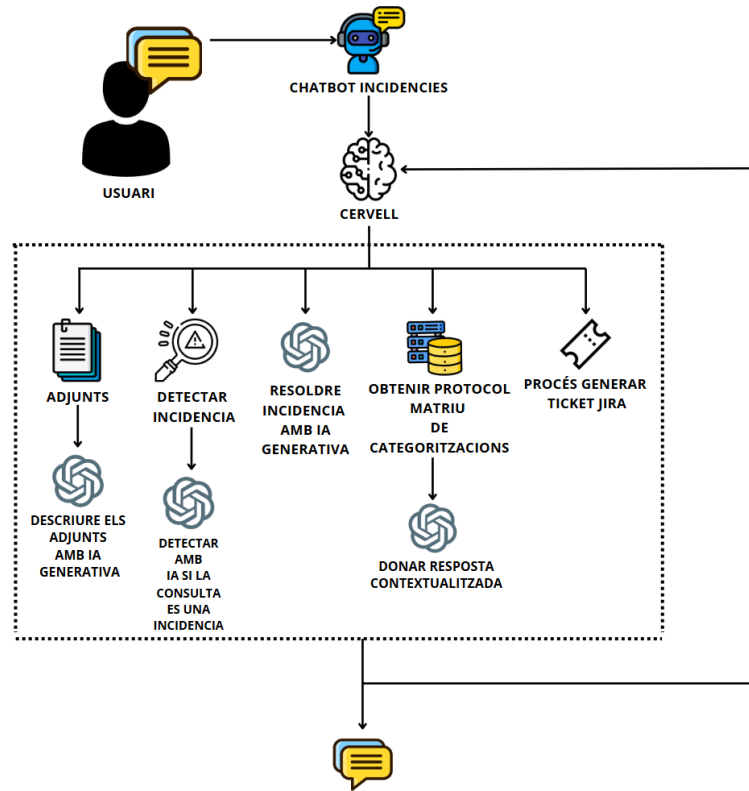 CHATBOT INCIDENCIES
USUARI
CERVELL
ADJUNTS
DETECTAR
INCIDENCIA
RESOLDRE
INCIDENCIA
AMB IA
GENERATIVA
OBTENIR PROTOCOL
MATRIU
DE
CATEGORITZACIONS
PROCÉS GENERAR
TICKET JIRA
DESCRIURE ELS
ADJUNTS
AMB IA
GENERATIVA
DETECTAR
AMB
IA SI LA
CONSULTA
ES UNA
INCIDENCIA
DONAR RESPOSTA
CONTEXTUALITZADA